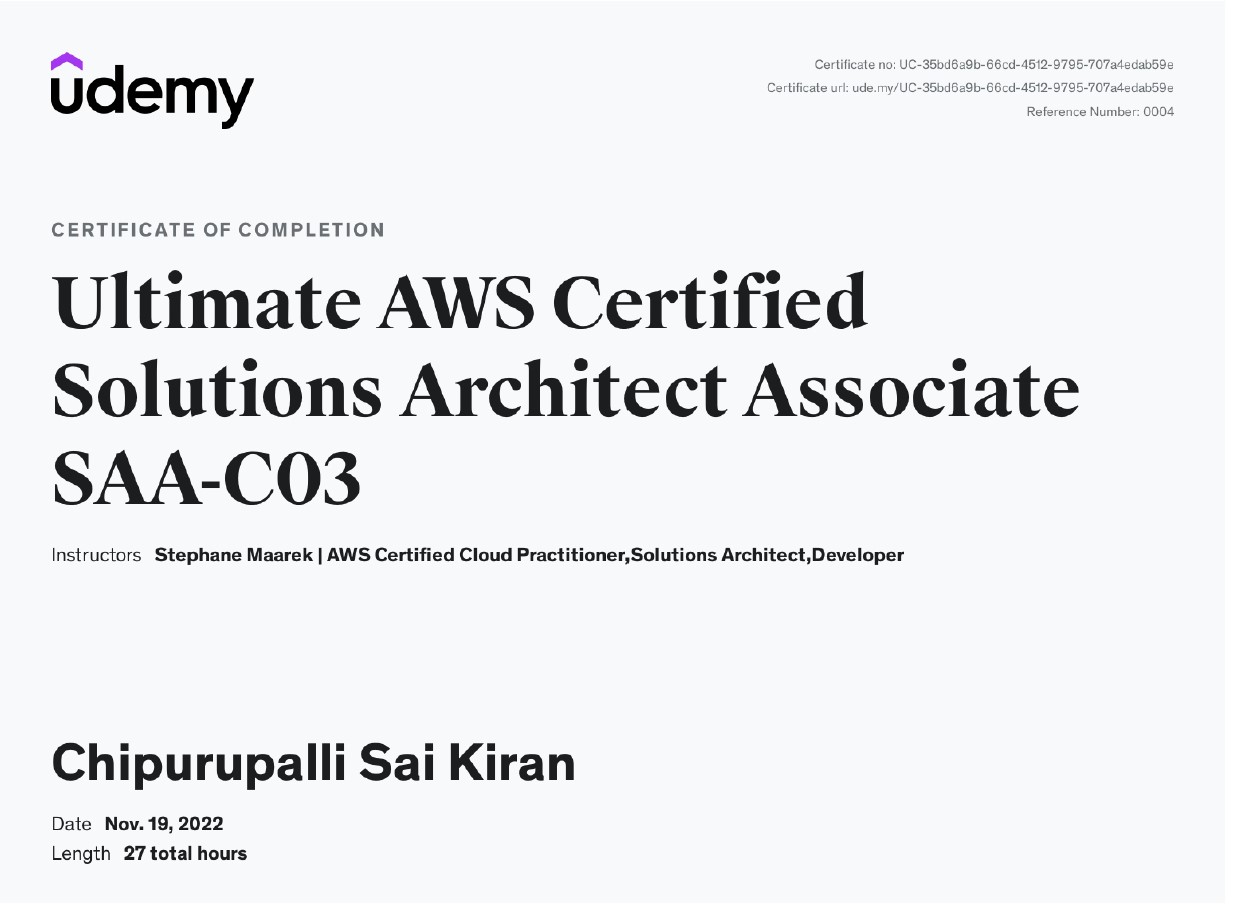 udemy
Certificate no: UC-35bd6a9b-66cd-4512-9795-707a4edab59e
Certificate url: ude.my/UC-35bd6a9b-66cd-4512-9795-707a4edab59e
Reference Number: 0004
CERTIFICATE OF COMPLETION
Ultimate AWS Certified
Solutions Architect Associate
SAA-C03
Instructors Stephane Maarek | AWS Certified Cloud Practitioner,Solutions Architect,Developer
Chipurupalli Sai Kiran
Date Nov. 19, 2022
Length 27 total hours